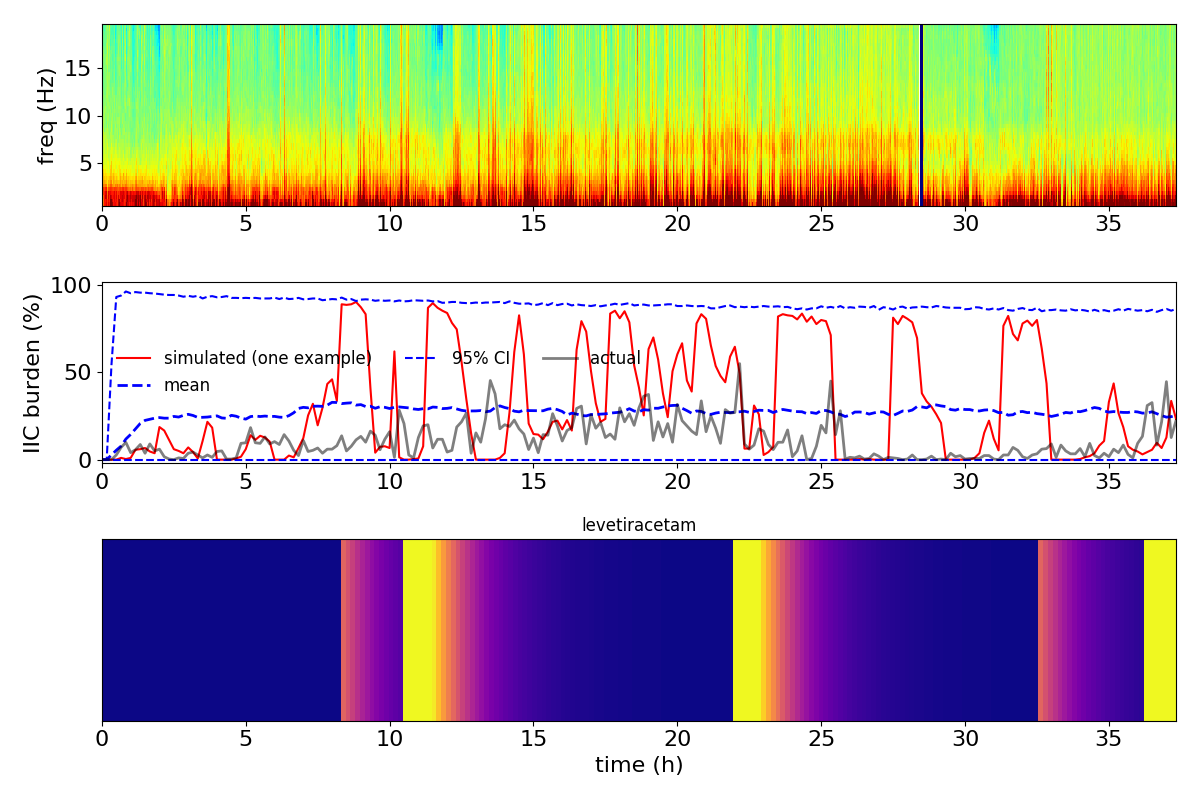 freq (Hz)
15
10
5
0 5 10 15 20 25 30 35
IIC burden (%)
100
50
0
simulated (one example) 95% CI actual
mean
0 5 10 15 20 25 30 35
levetiracetam
0 5 10 15 20 25 30 35
time (h)